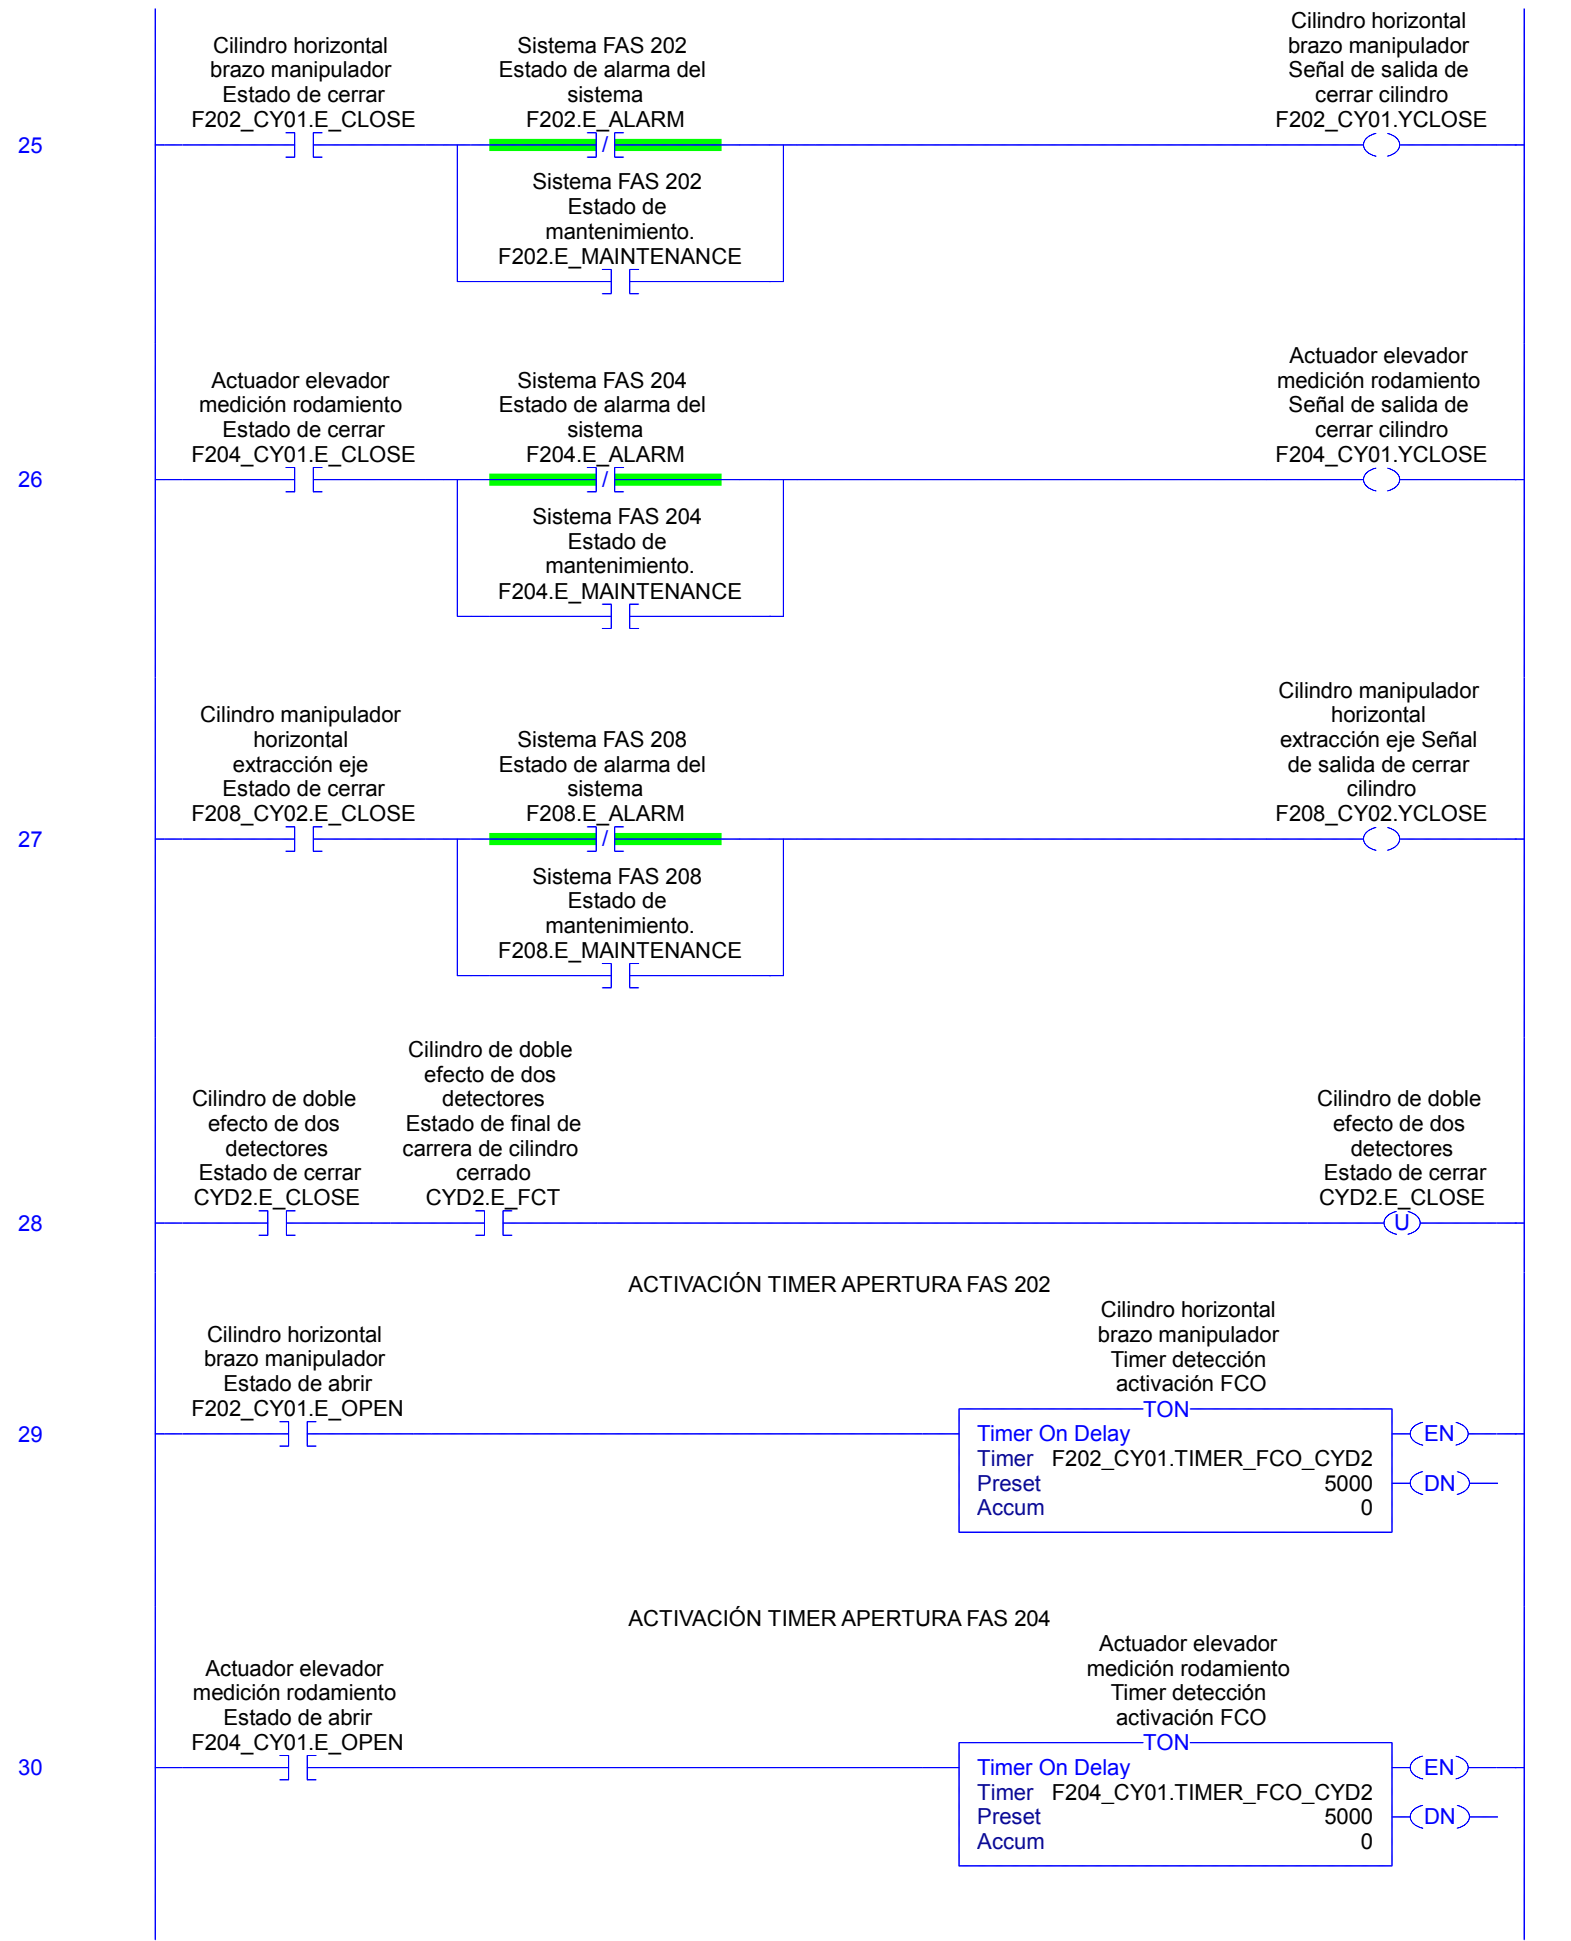 Cilindro horizontal
brazo manipulador
Estado de cerrar
F202_CY01.E_CLOSE
Sistema FAS 202
Estado de alarma del
sistema
F202.E_ALARM
Cilindro horizontal
brazo manipulador
Señal de salida de
cerrar cilindro
F202_CY01.YCLOSE
25
/
Sistema FAS 202
Estado de
mantenimiento.
F202.E_MAINTENANCE
Actuador elevador
medición rodamiento
Estado de cerrar
F204_CY01.E_CLOSE
Sistema FAS 204
Estado de alarma del
sistema
F204.E_ALARM
Actuador elevador
medición rodamiento
Señal de salida de
cerrar cilindro
F204_CY01.YCLOSE
26
/
Sistema FAS 204
Estado de
mantenimiento.
F204.E_MAINTENANCE
Cilindro manipulador
horizontal
extracción eje
Estado de cerrar
F208_CY02.E_CLOSE
Sistema FAS 208
Estado de alarma del
sistema
F208.E_ALARM
Cilindro manipulador
horizontal
extracción eje Señal
de salida de cerrar
cilindro
F208_CY02.YCLOSE
27
/
Sistema FAS 208
Estado de
mantenimiento.
F208.E_MAINTENANCE
Cilindro de doble
efecto de dos
detectores
Estado de cerrar
CYD2.E_CLOSE
Cilindro de doble
efecto de dos
detectores
Estado de final de
carrera de cilindro
cerrado
CYD2.E_FCT
Cilindro de doble
efecto de dos
detectores
Estado de cerrar
CYD2.E_CLOSE
28
U
ACTIVACIÓN TIMER APERTURA FAS 202
Cilindro horizontal
brazo manipulador
Estado de abrir
F202_CY01.E_OPEN
Cilindro horizontal
brazo manipulador
Timer detección
activación FCO
29
TON
Timer On Delay
Timer F202_CY01.TIMER_FCO_CYD2
Preset 5000
Accum 0
EN
DN
ACTIVACIÓN TIMER APERTURA FAS 204
Actuador elevador
medición rodamiento
Estado de abrir
F204_CY01.E_OPEN
Actuador elevador
medición rodamiento
Timer detección
activación FCO
30
TON
Timer On Delay
Timer F204_CY01.TIMER_FCO_CYD2
Preset 5000
Accum 0
EN
DN